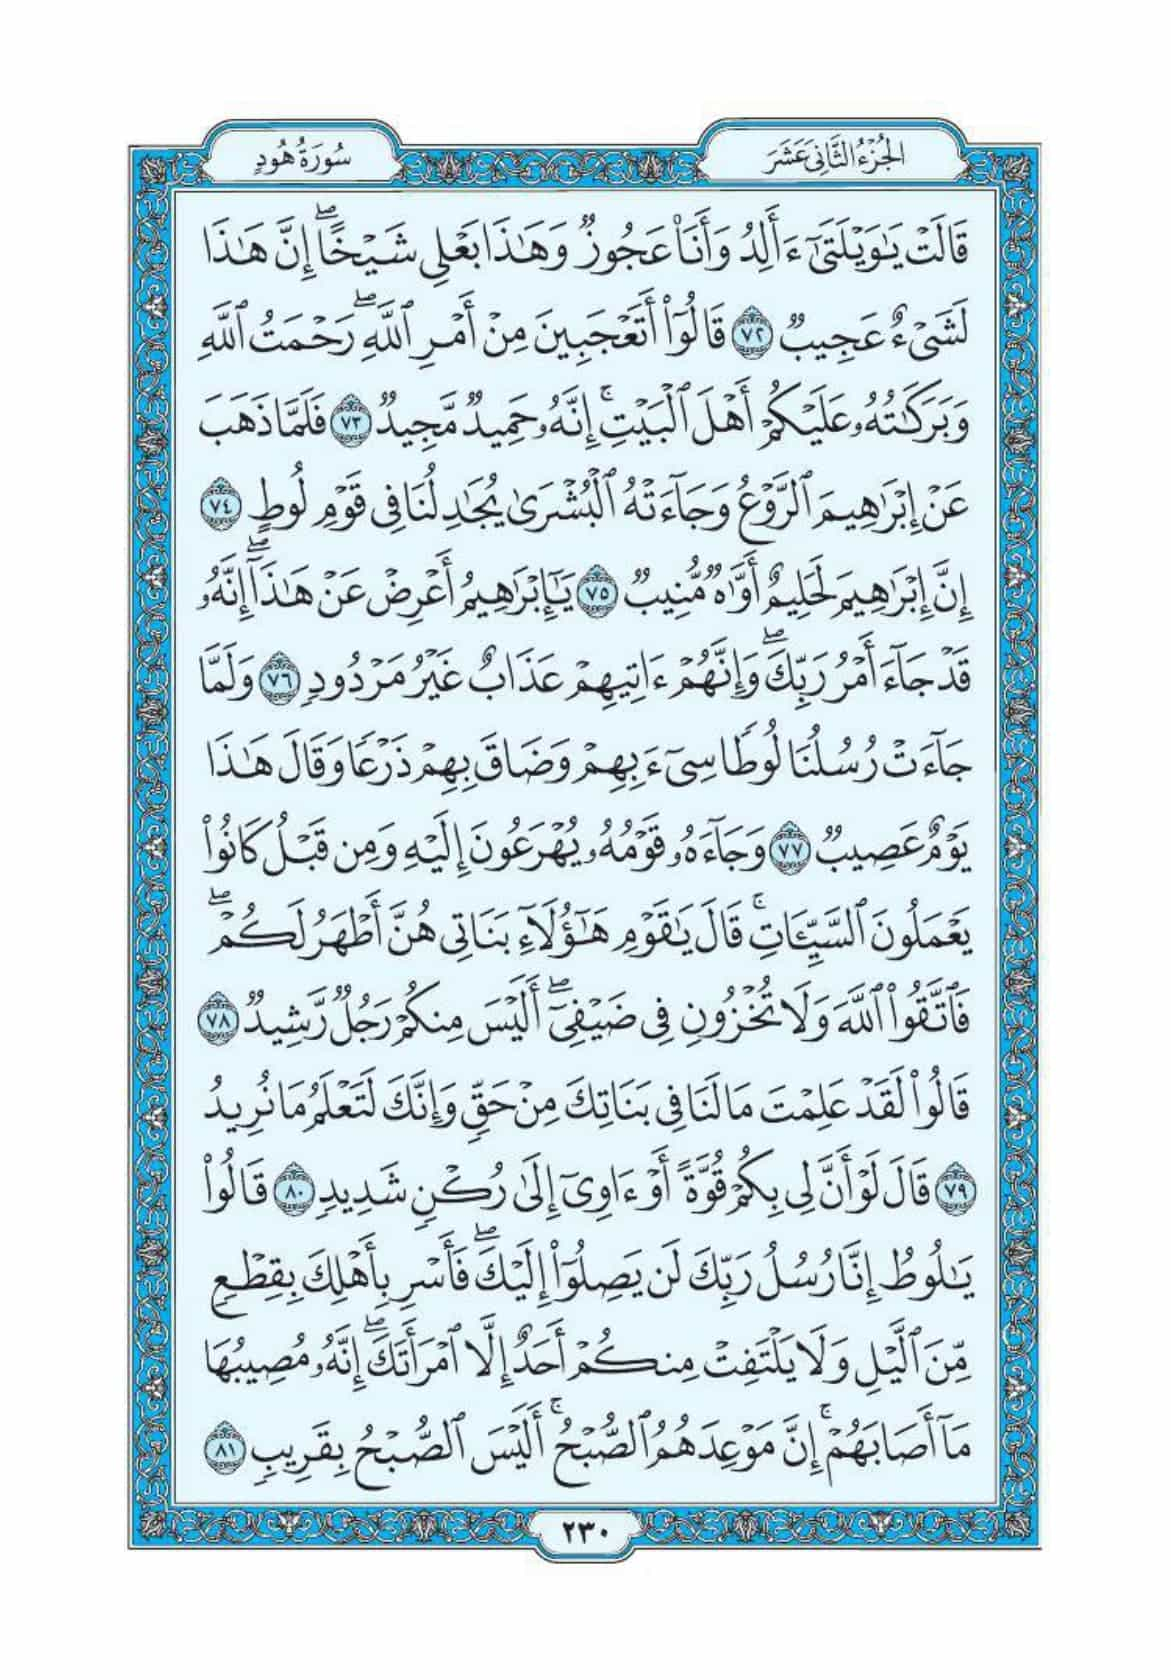 الجُزْءُ الثَّانِي عَشَرَ
سُورَةُ هُودٍ
قَالَتْ يَٰوَيْلَتَىٰٓ ءَأَلِدُ وَأَنَا۠ عَجُوزٌ وَهَٰذَا بَعْلِى شَيْخًا ۖ إِنَّ هَٰذَا
لَشَىْءٌ عَجِيبٌ ٧٢ قَالُوٓا۟ أَتَعْجَبِينَ مِنْ أَمْرِ ٱللَّهِ ۖ رَحْمَتُ ٱللَّهِ
وَبَرَكَٰتُهُۥ عَلَيْكُمْ أَهْلَ ٱلْبَيْتِ ۚ إِنَّهُۥ حَمِيدٌ مَّجِيدٌ ٧٣ فَلَمَّا ذَهَبَ
عَنْ إِبْرَٰهِيمَ ٱلرَّوْعُ وَجَآءَتْهُ ٱلْبُشْرَىٰ يُجَٰدِلُنَا فِى قَوْمِ لُوطٍ ٧٤
إِنَّ إِبْرَٰهِيمَ لَحَلِيمٌ أَوَّٰهٌ مُّنِيبٌ ٧٥ يَٰٓإِبْرَٰهِيمُ أَعْرِضْ عَنْ هَٰذَآ ۖ إِنَّهُۥ
قَدْ جَآءَ أَمْرُ رَبِّكَ ۖ وَإِنَّهُمْ ءَاتِيهِمْ عَذَابٌ غَيْرُ مَرْدُودٍ ٧٦ وَلَمَّا
جَآءَتْ رُسُلُنَا لُوطًا سِىٓءَ بِهِمْ وَضَاقَ بِهِمْ ذَرْعًا وَقَالَ هَٰذَا
يَوْمٌ عَصِيبٌ ٧٧ وَجَآءَهُۥ قَوْمُهُۥ يُهْرَعُونَ إِلَيْهِ وَمِن قَبْلُ كَانُوا۟
يَعْمَلُونَ ٱلسَّيِّـَٔاتِ ۚ قَالَ يَٰقَوْمِ هَٰٓؤُلَآءِ بَنَاتِى هُنَّ أَطْهَرُ لَكُمْ ۖ
فَٱتَّقُوا۟ ٱللَّهَ وَلَا تُخْزُونِ فِى ضَيْفِىٓ ۖ أَلَيْسَ مِنكُمْ رَجُلٌ رَّشِيدٌ ٧٨
قَالُوا۟ لَقَدْ عَلِمْتَ مَا لَنَا فِى بَنَاتِكَ مِنْ حَقٍّ وَإِنَّكَ لَتَعْلَمُ مَا نُرِيدُ
٧٩ قَالَ لَوْ أَنَّ لِى بِكُمْ قُوَّةً أَوْ ءَاوِىٓ إِلَىٰ رُكْنٍ شَدِيدٍ ٨٠ قَالُوا۟
يَٰلُوطُ إِنَّا رُسُلُ رَبِّكَ لَن يَصِلُوٓا۟ إِلَيْكَ ۖ فَأَسْرِ بِأَهْلِكَ بِقِطْعٍ
مِّنَ ٱلَّيْلِ وَلَا يَلْتَفِتْ مِنكُمْ أَحَدٌ إِلَّا ٱمْرَأَتَكَ ۖ إِنَّهُۥ مُصِيبُهَا
مَآ أَصَابَهُمْ ۚ إِنَّ مَوْعِدَهُمُ ٱلصُّبْحُ ۚ أَلَيْسَ ٱلصُّبْحُ بِقَرِيبٍ ٨١
٢٣٠